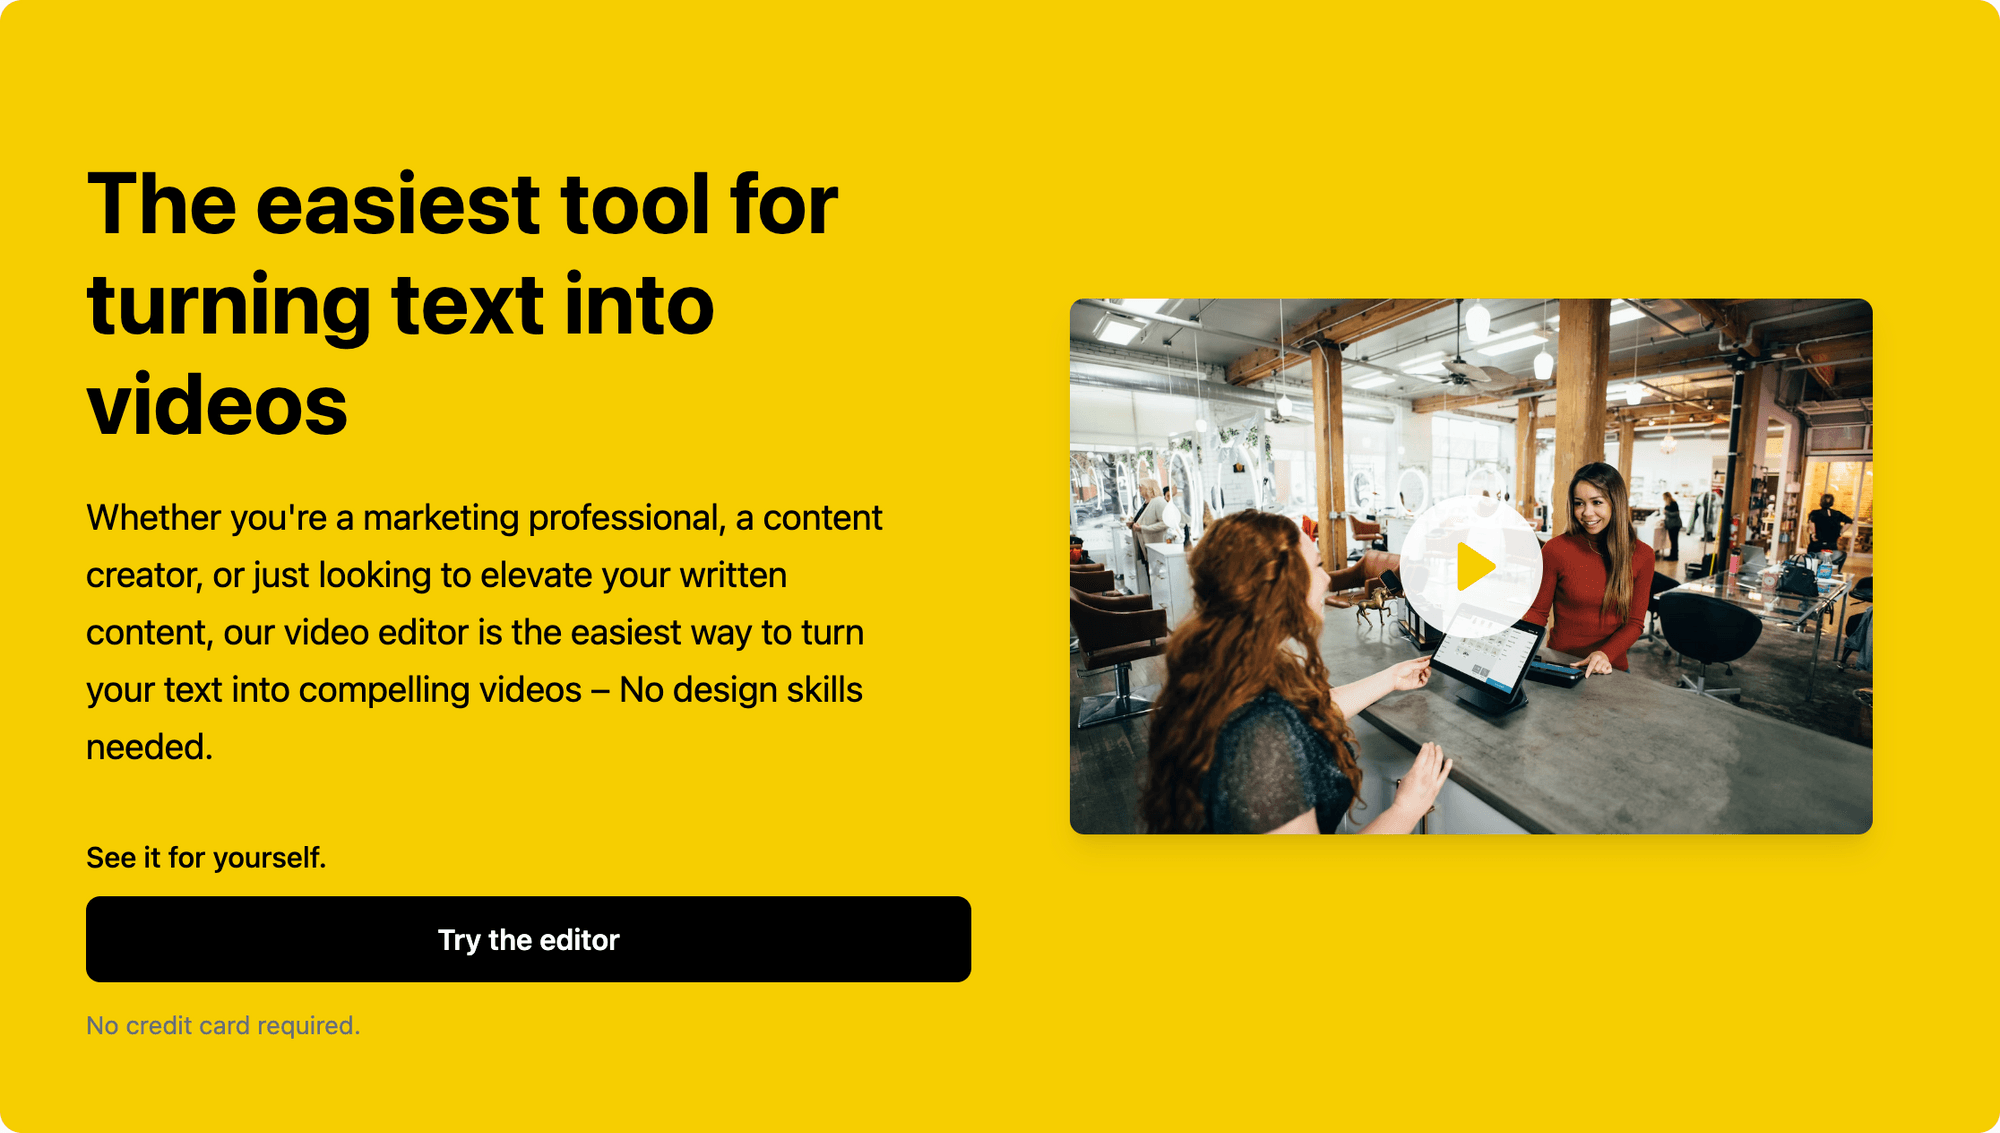 The easiest tool for
turning text into
videos
Whether you're a marketing professional, a content
creator, or just looking to elevate your written
content, our video editor is the easiest way to turn
your text into compelling videos – No design skills
needed.
See it for yourself.
Try the editor
No credit card required.